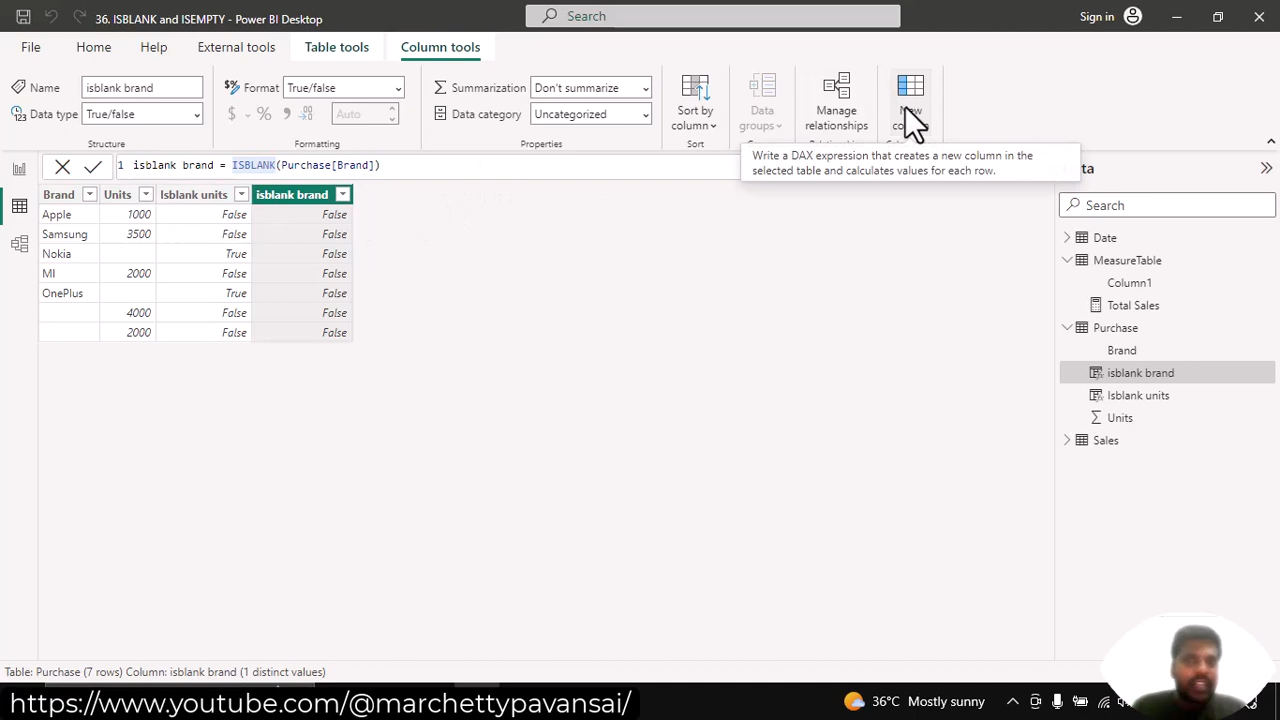 36. ISBLANK and ISEMPTY - Power BI Desktop
Search
Sign in
File
Home
Help
External tools
Table tools
Column tools
Name
isblank brand
Format
True/false
Summarization
Don't summarize
Data type
True/false
$ % 9
Auto
Data category
Uncategorized
Sort by
column
Data
groups
Manage
relationships
New
Structure
Formatting
Properties
Sort
1 isblank brand = ISBLANK(Purchase[Brand])
Write a DAX expression that creates a new column in the
selected table and calculates values for each row.
Brand Units Isblank units isblank brand
Apple 1000 False False
Samsung 3500 False False
Nokia True False
MI 2000 False False
OnePlus True False
4000 False False
2000 False False
Search
Date
MeasureTable
Column1
Total Sales
Purchase
Brand
isblank brand
Isblank units
Units
Sales
Table: Purchase (7 rows) Column: isblank brand (1 distinct values)
https://www.youtube.com/@marchettypavansai/
36°C Mostly sunny